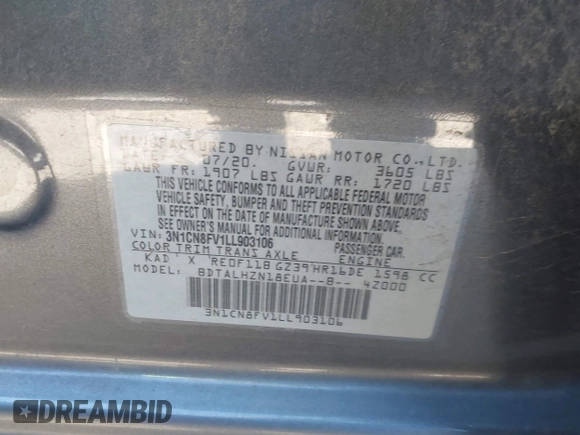 MANUFACTURED BY NISSAN MOTOR CO., LTD.
DATE: 07/20. GVWR: 3605 LBS
GAWR FR: 1907 LBS GAWR RR: 1720 LBS
THIS VEHICLE CONFORMS TO ALL APPLICABLE FEDERAL MOTOR
VEHICLE SAFETY, BUMPER AND THEFT PREVENTION STANDARDS
IN EFFECT ON THE DATE OF MANUFACTURE SHOWN ABOVE.
SEE OWNER'S MANUAL FOR ADDITIONAL INFORMATION
VIN: 3N1CN8FV1LL903106 PASSENGER CAR.
COLOR TRIM TRANS AXLE ENGINE
KAD X RE0F11B GZ39 HR16DE 1598 CC
MODEL: BDTALHZN18EUA--B-- 4Z000
3N1CN8FV1LL903106
DREAMBID